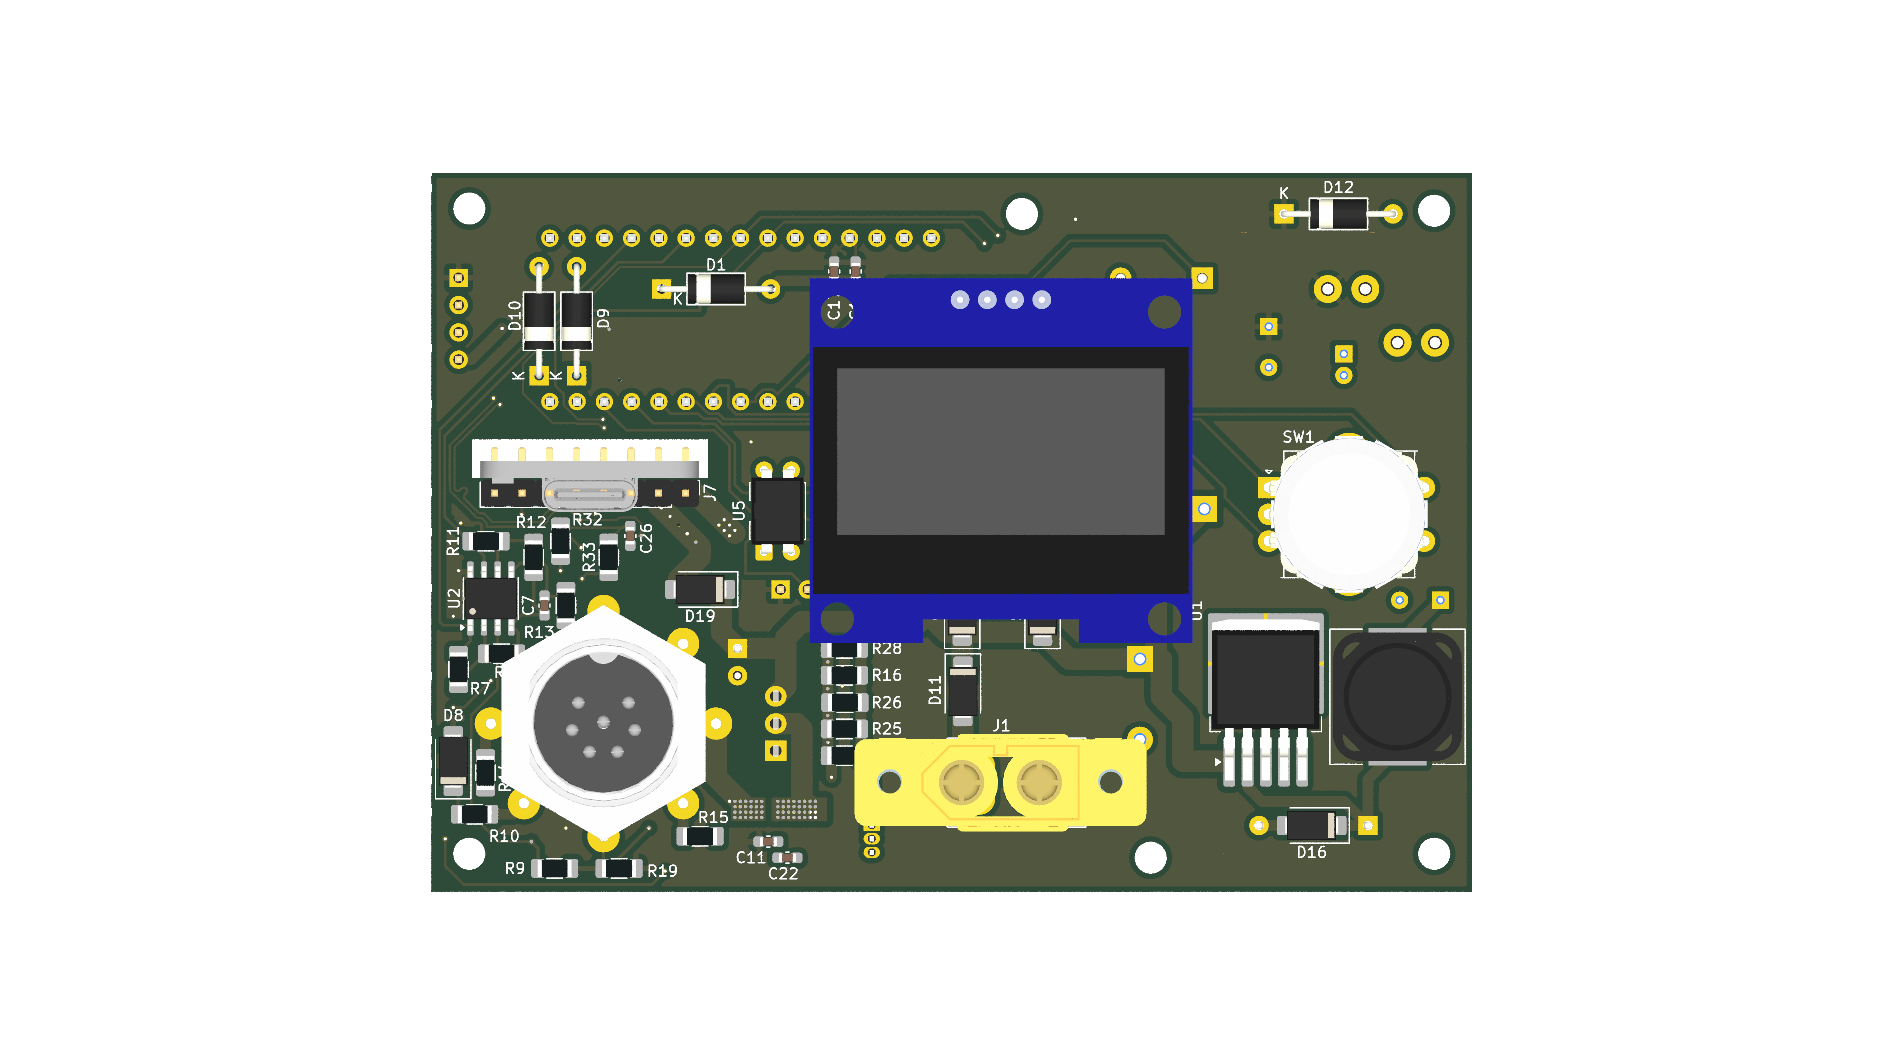 K
D12
D1
K
C1
D10
D9
K
K
SW1
J7
U5
R12
R32
R11
R33
C26
U2
C7
D19
U1
R13
R28
R7
R16
D11
R26
D8
J1
R25
R15
R10
C11
D16
R9
R19
C22